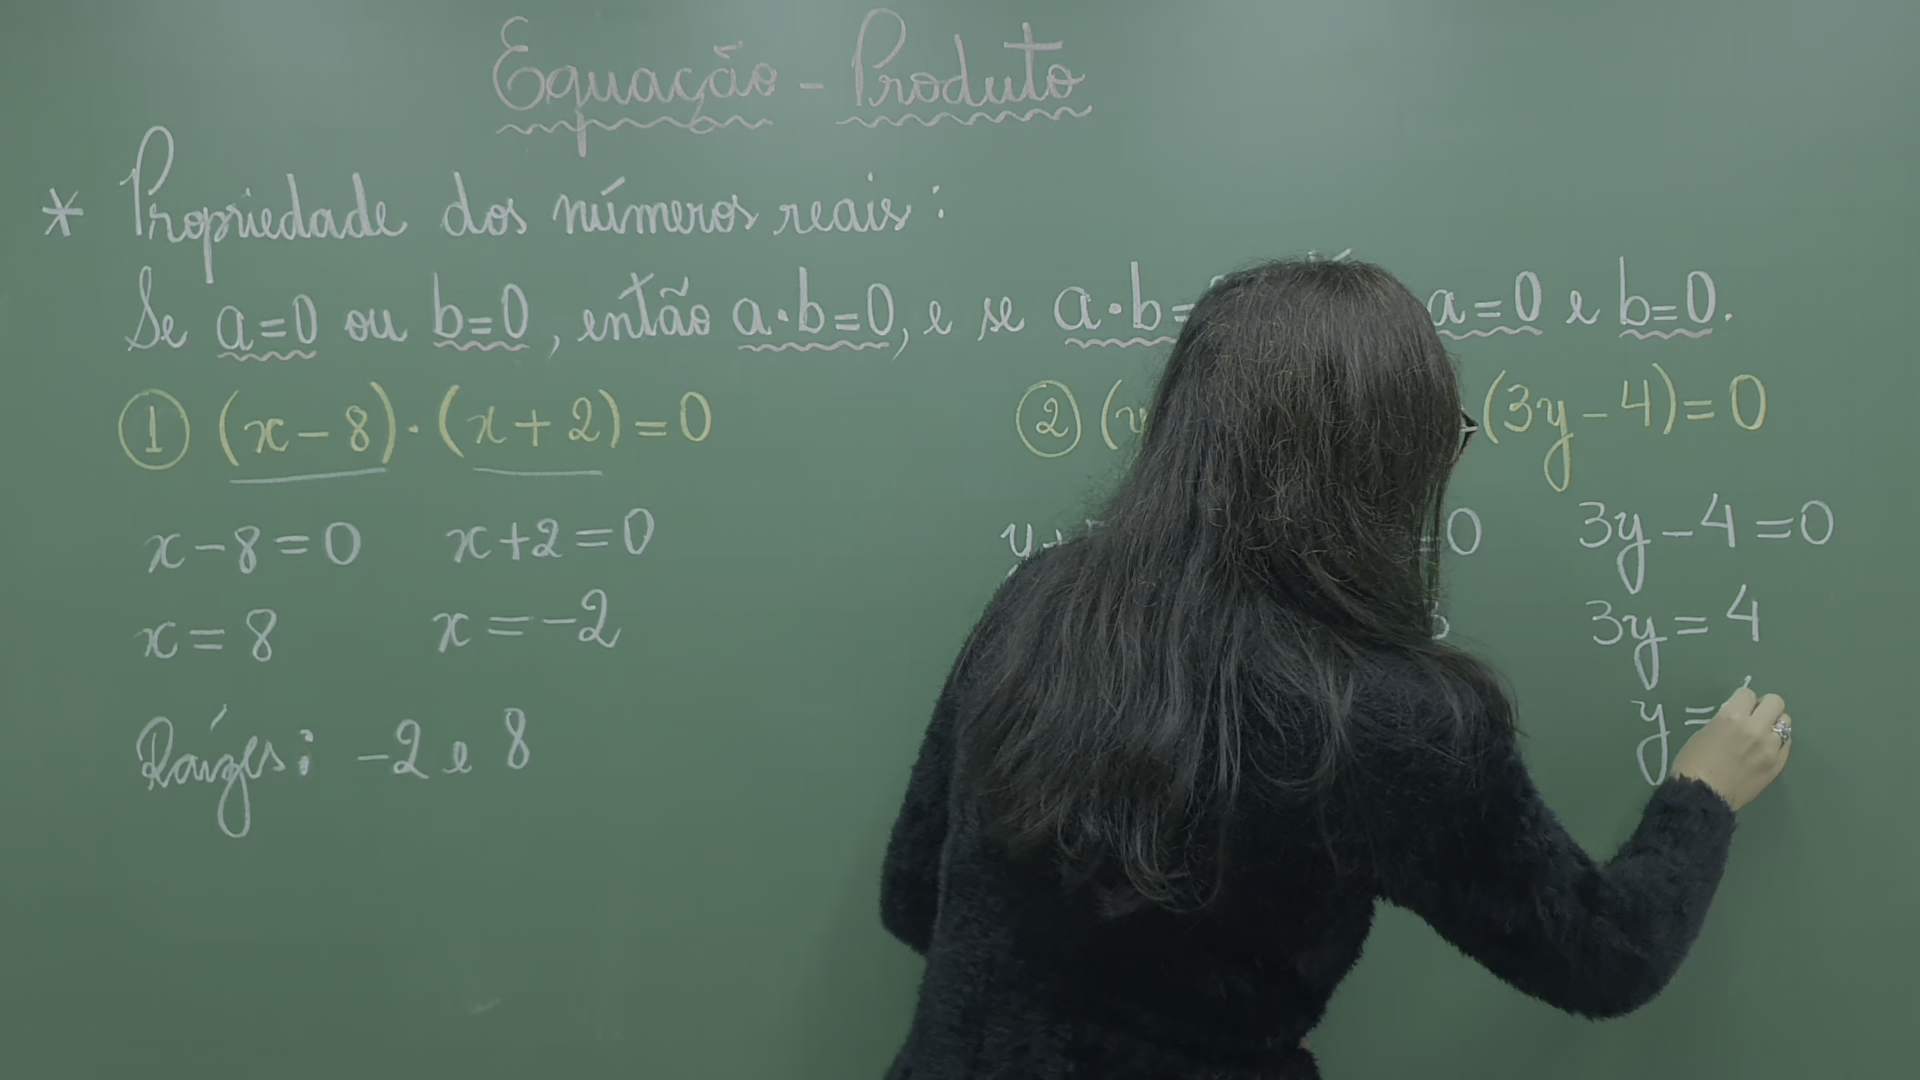 Equação - Produto
* Propriedade dos números reais:
Se a=0 ou b=0, então a·b=0, e se a·b= a=0 e b=0.
① (x-8)·(x+2)=0
x-8=0 x+2=0
x=8 x=-2
Raízes: -2 e 8
② ( (3y-4)=0
y =0 3y-4=0
3y=4
y=